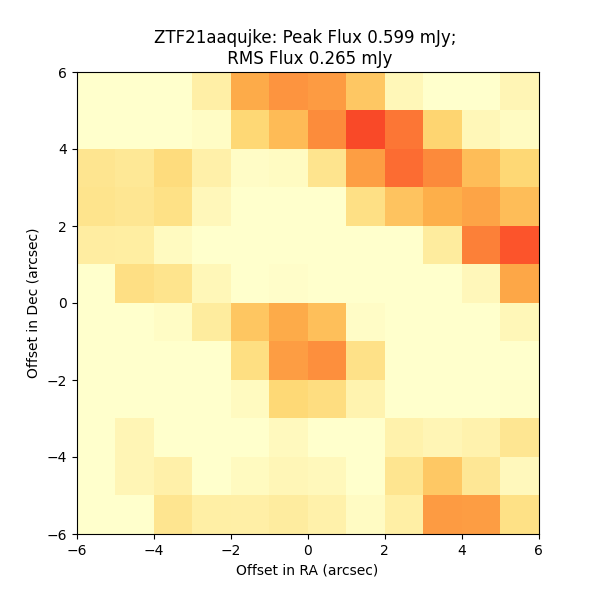 ZTF21aaqujke: Peak Flux 0.599 mJy;
RMS Flux 0.265 mJy
6
4
2
0
−2
−4
−6
Offset in Dec (arcsec)
−6 −4 −2 0 2 4 6
Offset in RA (arcsec)